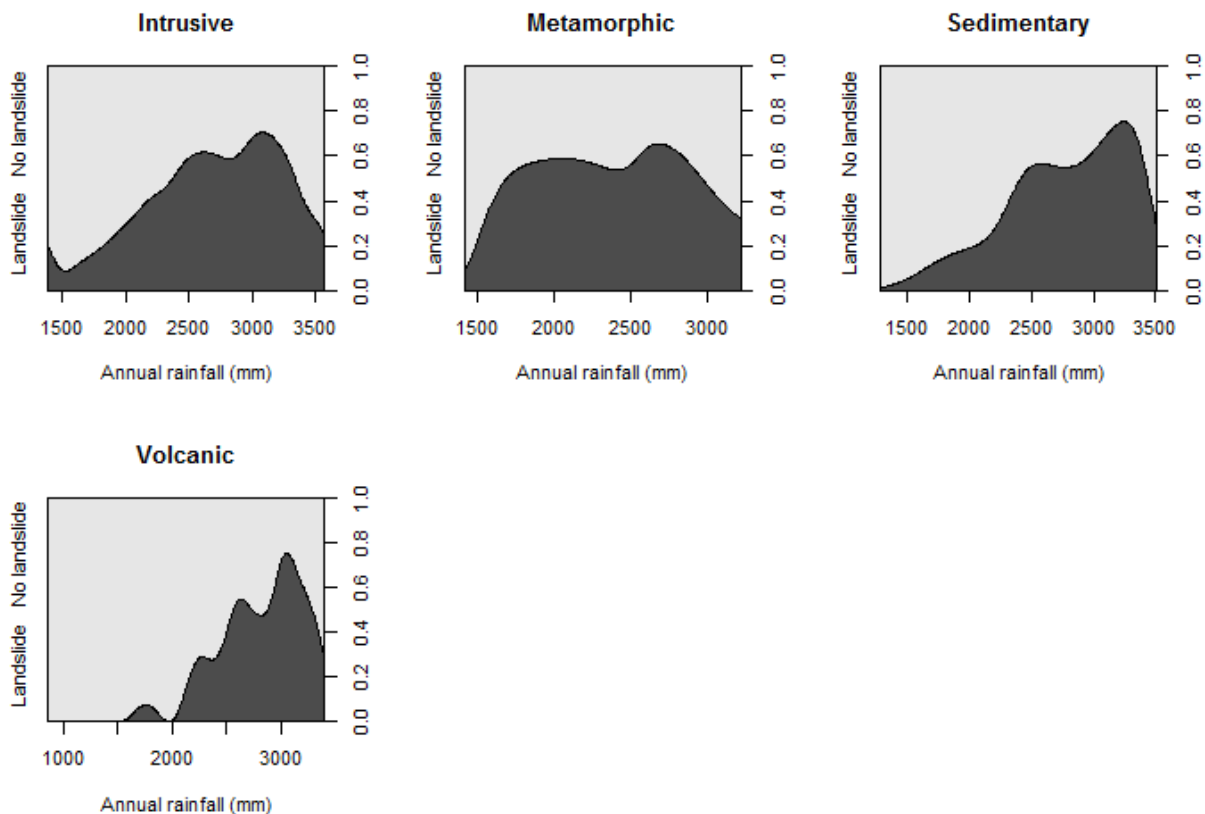 Intrusive
Landslide No landslide
0.0 0.2 0.4 0.6 0.8 1.0
1500 2000 2500 3000 3500
Annual rainfall (mm)
Metamorphic
Landslide No landslide
0.0 0.2 0.4 0.6 0.8 1.0
1500 2000 2500 3000
Annual rainfall (mm)
Sedimentary
Landslide No landslide
0.0 0.2 0.4 0.6 0.8 1.0
1500 2000 2500 3000 3500
Annual rainfall (mm)
Volcanic
Landslide No landslide
0.0 0.2 0.4 0.6 0.8 1.0
1000 2000 3000
Annual rainfall (mm)